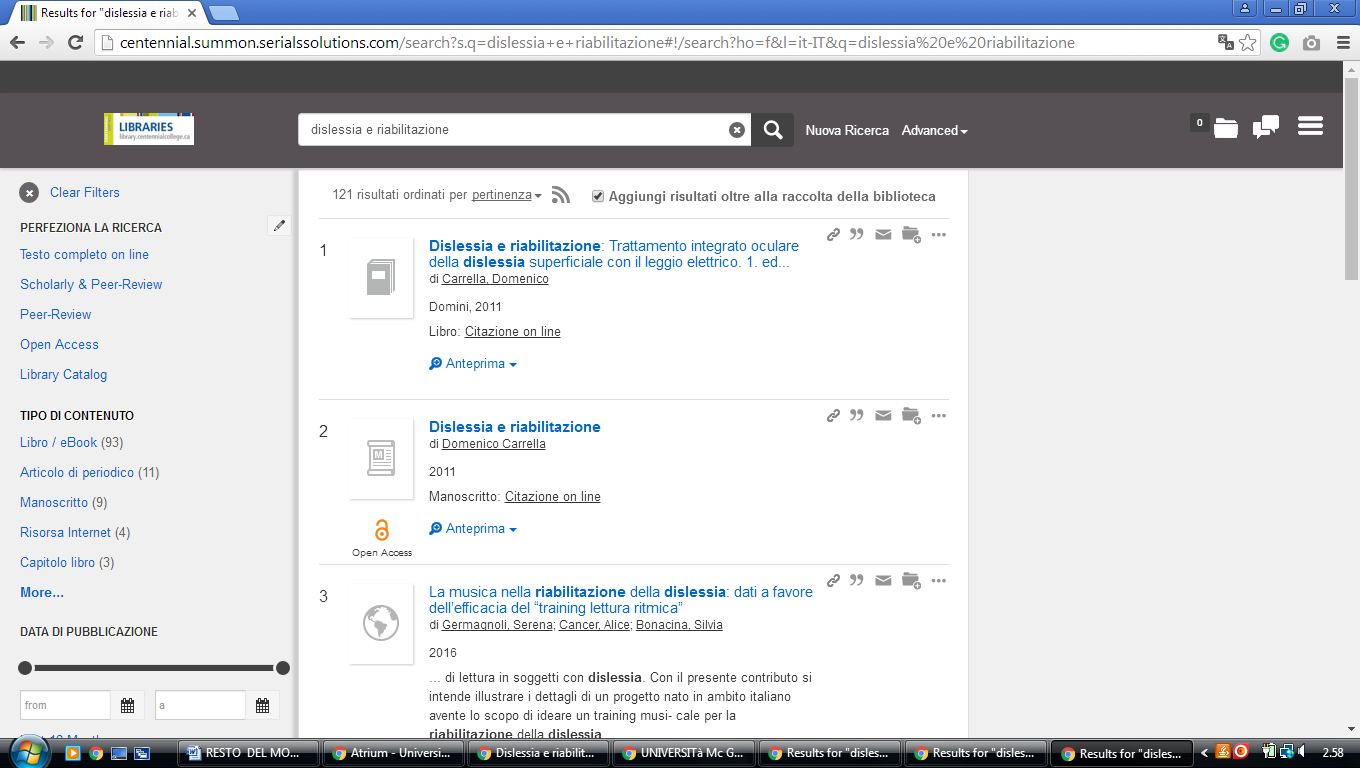 Results for "dislessia e riab
centennial.summon.serialssolutions.com/search?s.q=dislessia+e+riabilitazione#!/search?ho=f&l=it-IT&q=dislessia%20e%20riabilitazione
LIBRARIES
library.centennialcollege.ca
dislessia e riabilitazione
Nuova Ricerca
Advanced
0
Clear Filters
PERFEZIONA LA RICERCA
Testo completo on line
Scholarly & Peer-Review
Peer-Review
Open Access
Library Catalog
TIPO DI CONTENUTO
Libro / eBook (93)
Articolo di periodico (11)
Manoscritto (9)
Risorsa Internet (4)
Capitolo libro (3)
More...
DATA DI PUBBLICAZIONE
from
a
121 risultati ordinati per pertinenza
Aggiungi risultati oltre alla raccolta della biblioteca
1
Dislessia e riabilitazione: Trattamento integrato oculare
della dislessia superficiale con il leggio elettrico. 1. ed...
di Carrella, Domenico
Domini, 2011
Libro: Citazione on line
Anteprima
2
Dislessia e riabilitazione
di Domenico Carrella
2011
Manoscritto: Citazione on line
Open Access
Anteprima
3
La musica nella riabilitazione della dislessia: dati a favore
dell'efficacia del “training lettura ritmica”
di Germagnoli, Serena; Cancer, Alice; Bonacina, Silvia
2016
... di lettura in soggetti con dislessia. Con il presente contributo si
intende illustrare i dettagli di un progetto nato in ambito italiano
avente lo scopo di ideare un training musi- cale per la
riabilitazione della dislessia
RESTO DEL MO...
Atrium - Universi...
Dislessia e riabilit...
UNIVERSITà Mc G...
Results for "disles...
Results for "disles...
Results for "disles...
2.58